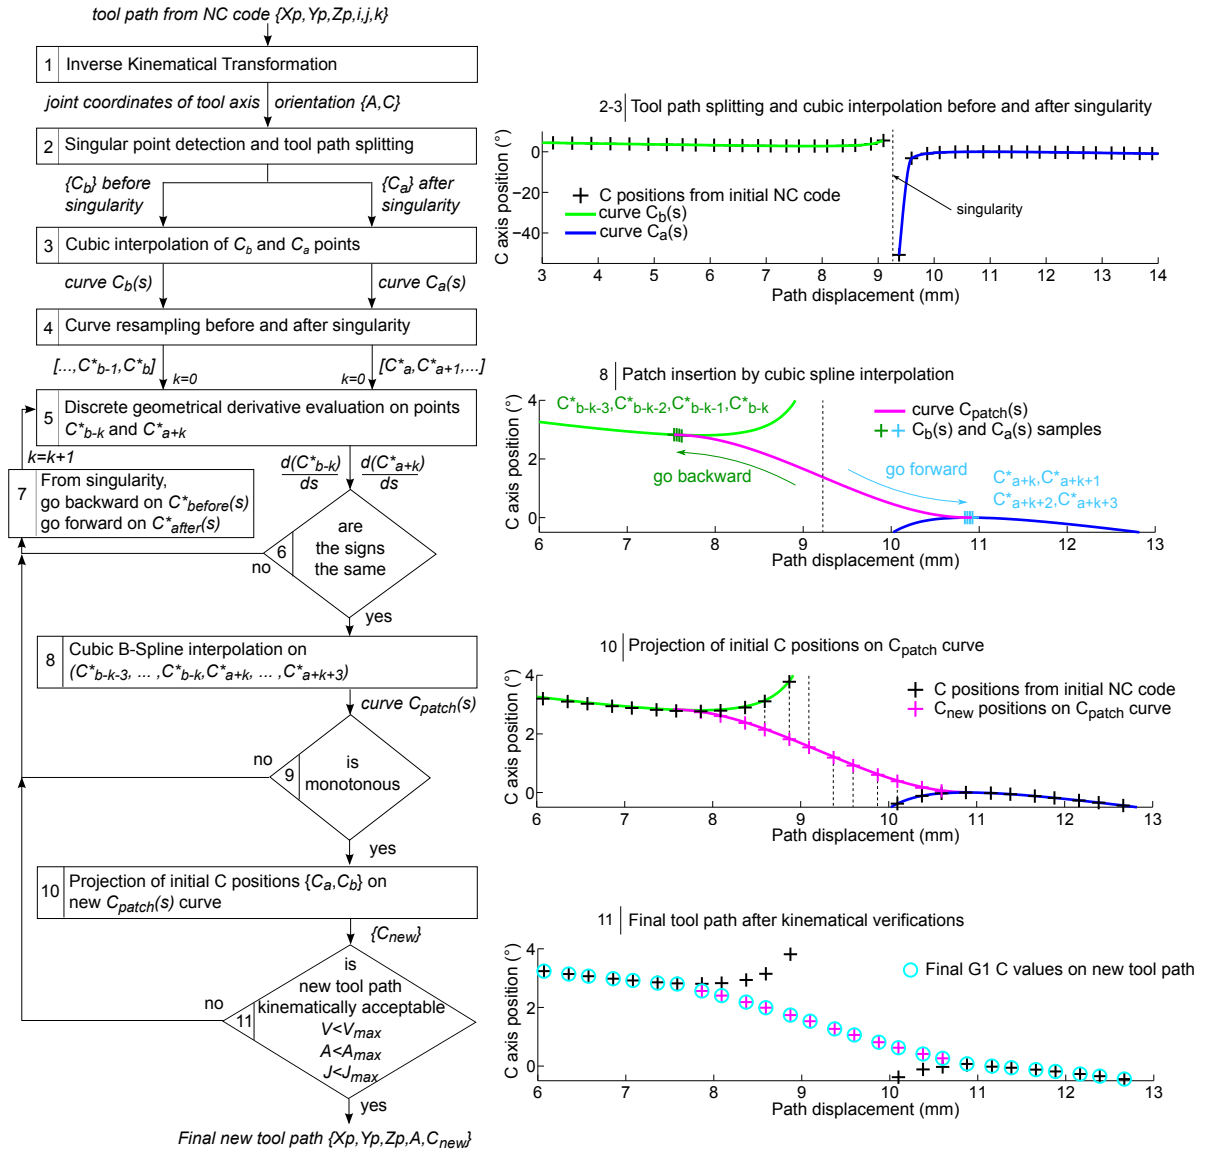 tool path from NC code {Xp,Yp,Zp,i,j,k}
1 Inverse Kinematical Transformation
joint coordinates of tool axis orientation {A,C}
2 Singular point detection and tool path splitting
{Cb} before
singularity
{Ca} after
singularity
3 Cubic interpolation of Cb and Ca points
curve Cb(s)
curve Ca(s)
4 Curve resampling before and after singularity
[...,C*b-1,C*b]
k=0
k=0
[C*a,C*a+1,...]
5 Discrete geometrical derivative evaluation on points
C*b-k and C*a+k
k=k+1
7 From singularity,
go backward on C*before(s)
go forward on C*after(s)
d(C*b-k)
ds
d(C*a+k)
ds
6 are
the signs
the same
no
yes
8 Cubic B-Spline interpolation on
(C*b-k-3, ... ,C*b-k,C*a+k, ... ,C*a+k+3)
curve Cpatch(s)
9 is
monotonous
no
yes
10 Projection of initial C positions {Ca,Cb} on
new Cpatch(s) curve
{Cnew}
11 is
new tool path
kinematically acceptable
V<Vmax
A<Amax
J<Jmax
no
yes
Final new tool path {Xp,Yp,Zp,A,Cnew}
2-3 Tool path splitting and cubic interpolation before and after singularity
C axis position (°)
0
−20
−40
C positions from initial NC code
curve Cb(s)
curve Ca(s)
singularity
3 4 5 6 7 8 9 10 11 12 13 14
Path displacement (mm)
8 Patch insertion by cubic spline interpolation
C axis position (°)
4
2
0
C*b-k-3,C*b-k-2,C*b-k-1,C*b-k
curve Cpatch(s)
Cb(s) and Ca(s) samples
go backward
go forward
C*a+k,C*a+k+1
C*a+k+2,C*a+k+3
6 7 8 9 10 11 12 13
Path displacement (mm)
10 Projection of initial C positions on Cpatch curve
C axis position (°)
4
2
0
C positions from initial NC code
Cnew positions on Cpatch curve
6 7 8 9 10 11 12 13
Path displacement (mm)
11 Final tool path after kinematical verifications
C axis position (°)
4
2
0
Final G1 C values on new tool path
6 7 8 9 10 11 12 13
Path displacement (mm)